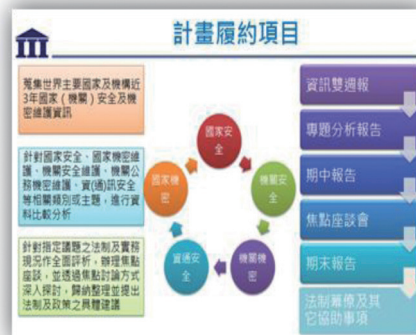 計畫履約項目
蒐集世界主要國家及機構近
3年國家（機關）安全及機
密維護資訊
針對國家安全、國家機密維
護、機關安全維護、機關公
務機密維護、資(通)訊安全
等相關類別或主題，進行資
料比較分析
針對指定議題之法制及實務
現況作全面評析，辦理焦點
座談，並透過焦點討論方式
深入探討，歸納整理並提出
法制及政策之具體建議
國家安
全
機關安
全
機關機
密
資通安
全
國家機
密
資訊雙週報
專題分析報告
期中報告
焦點座談會
期末報告
法制幕僚及其
它協助事項